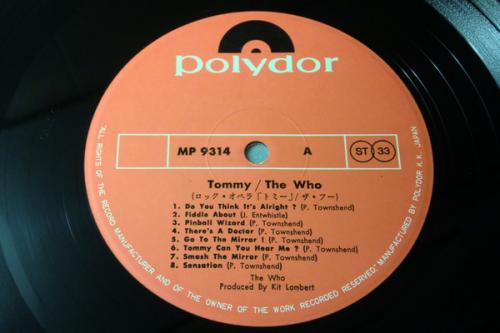 polydor
MP 9314 A ST 33
Tommy / The Who
(ロック・オペラ「トミー」/ザ・フー)
1. Do You Think It's Alright ? (P. Townshend)
2. Fiddle About (J. Entwhistle)
3. Pinball Wizard (P. Townshend)
4. There's A Doctor (P. Townshend)
5. Go To The Mirror ! (P. Townshend)
6. Tommy Can You Hear Me ? (P. Townshend)
7. Smash The Mirror (P. Townshend)
8. Sensation (P. Townshend)
The Who
Produced By Kit Lambert
"ALL RIGHTS OF THE RECORD MANUFACTURER AND OF THE OWNER OF THE WORK RECORDED RESERVED." MANUFACTURED BY POLYDOR K.K. JAPAN